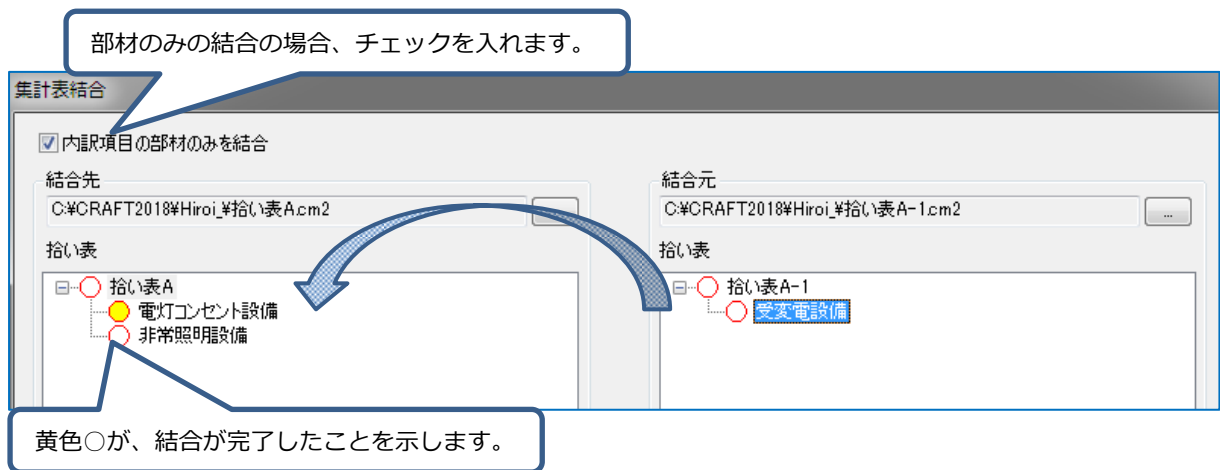 部材のみの結合の場合、チェックを入れます。
集計表結合
内訳項目の部材のみを結合
結合先
C:¥CRAFT2018¥Hiroi_¥拾い表A.cm2
...
拾い表
拾い表A
電灯コンセント設備
非常照明設備
結合元
C:¥CRAFT2018¥Hiroi_¥拾い表A-1.cm2
...
拾い表
拾い表A-1
受変電設備
黄色○が、結合が完了したことを示します。